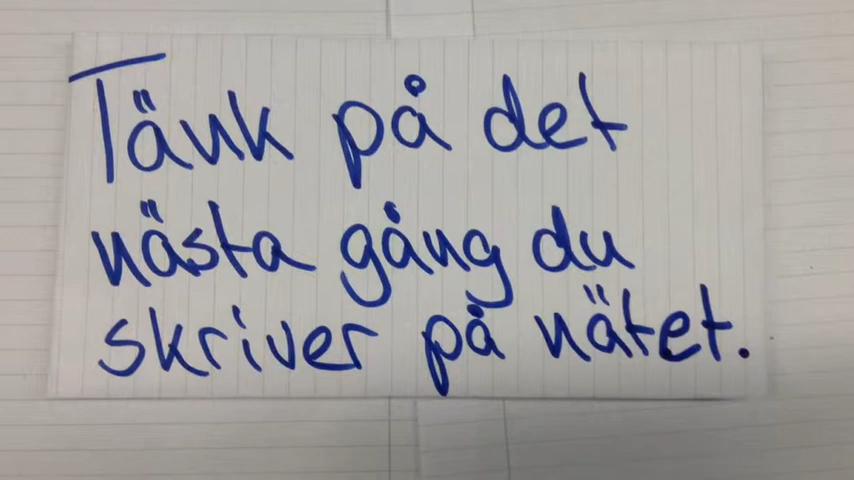 Tänk på det
nästa gång du
skriver på nätet.